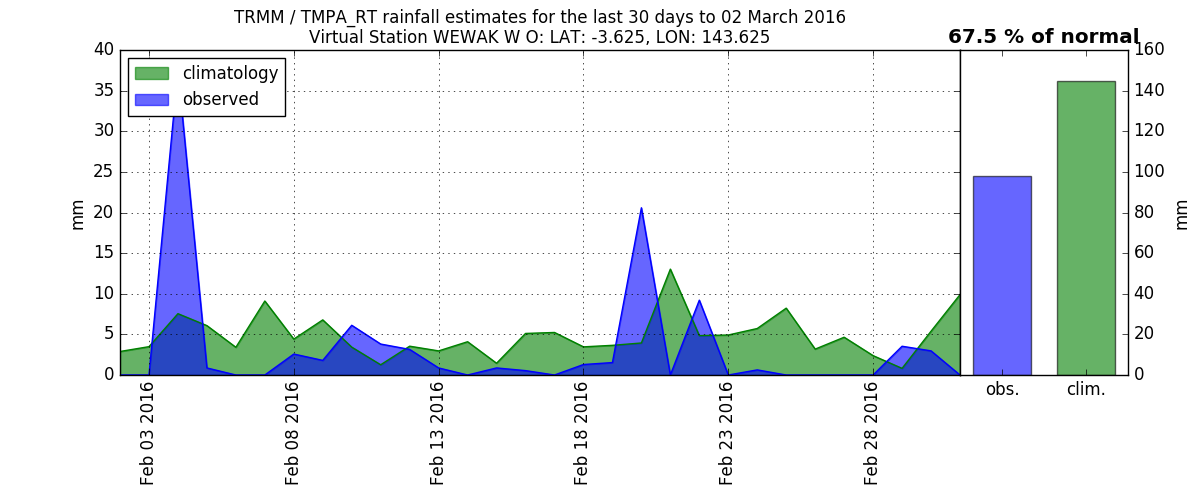 TRMM / TMPA_RT rainfall estimates for the last 30 days to 02 March 2016
Virtual Station WEWAK W O: LAT: -3.625, LON: 143.625
67.5 % of normal
climatology
observed
40
35
30
25
20
15
10
5
0
mm
Feb 03 2016
Feb 08 2016
Feb 13 2016
Feb 18 2016
Feb 23 2016
Feb 28 2016
160
140
120
100
80
60
40
20
0
mm
obs.
clim.